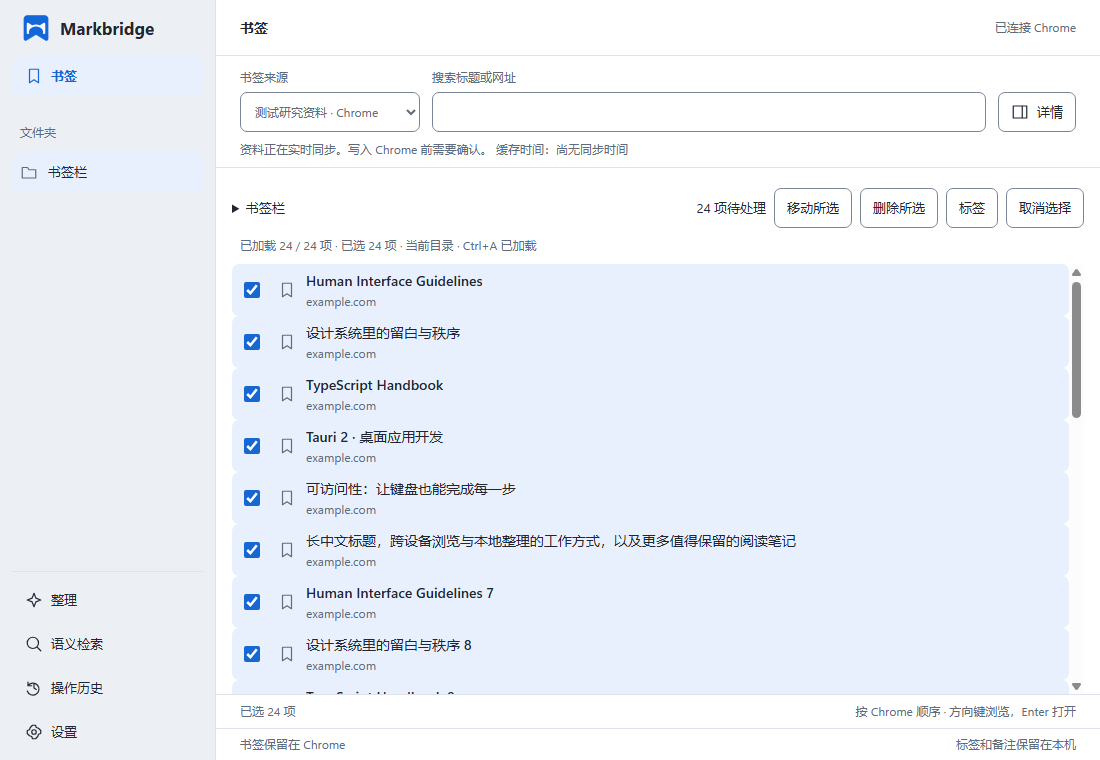 Markbridge
书签
文件夹
书签栏
整理
语义检索
操作历史
设置
书签
已连接 Chrome
书签来源
搜索标题或网址
测试研究资料 · Chrome
详情
资料正在实时同步。写入 Chrome 前需要确认。 缓存时间：尚无同步时间
书签栏
24 项待处理
移动所选
删除所选
标签
取消选择
已加载 24 / 24 项 · 已选 24 项 · 当前目录 · Ctrl+A 已加载
Human Interface Guidelines
example.com
设计系统里的留白与秩序
example.com
TypeScript Handbook
example.com
Tauri 2 · 桌面应用开发
example.com
可访问性：让键盘也能完成每一步
example.com
长中文标题，跨设备浏览与本地整理的工作方式，以及更多值得保留的阅读笔记
example.com
Human Interface Guidelines 7
example.com
设计系统里的留白与秩序 8
example.com
已选 24 项
按 Chrome 顺序 · 方向键浏览，Enter 打开
书签保留在 Chrome
标签和备注保留在本机